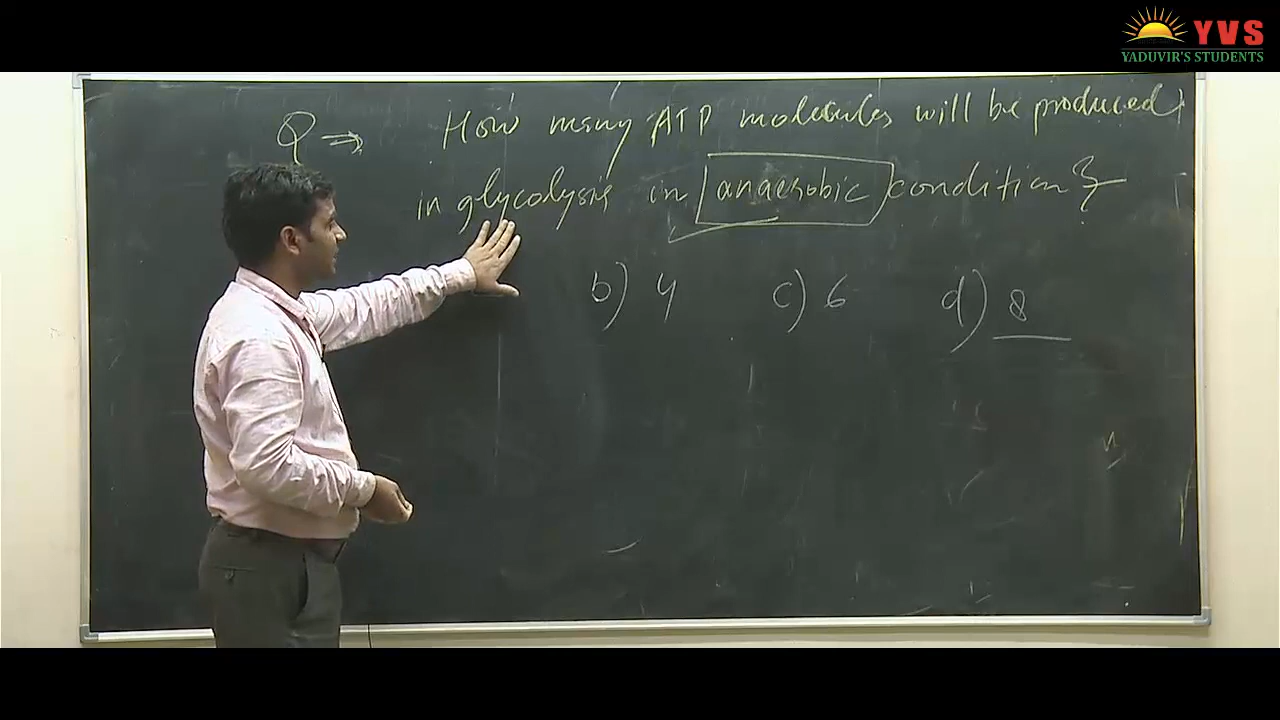 YVS
YADUVIR'S STUDENTS
Q → How many ATP molecules will be produced
in glycolysis in anaerobic condition?
b) 4 c) 6 d) 8